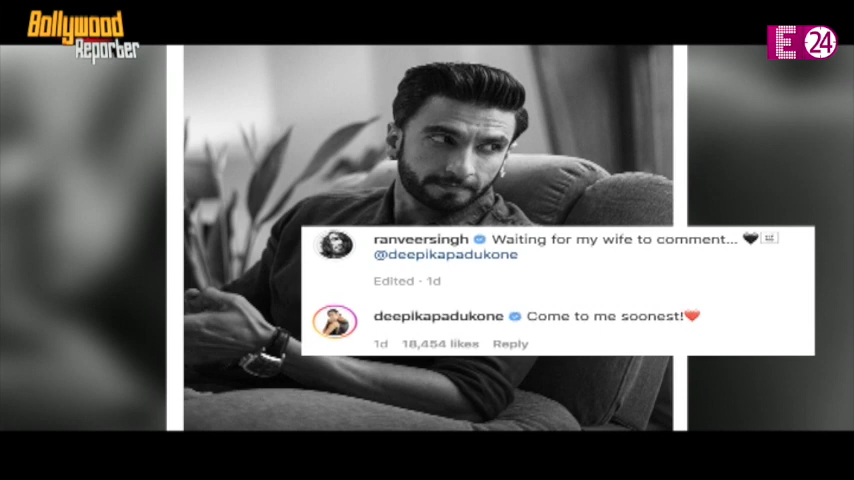 Bollywood
Reporter
E 24
ranveersingh Waiting for my wife to comment... 🖤
@deepikapadukone
Edited · 1d
deepikapadukone Come to me soonest!❤️
1d 18,454 likes Reply